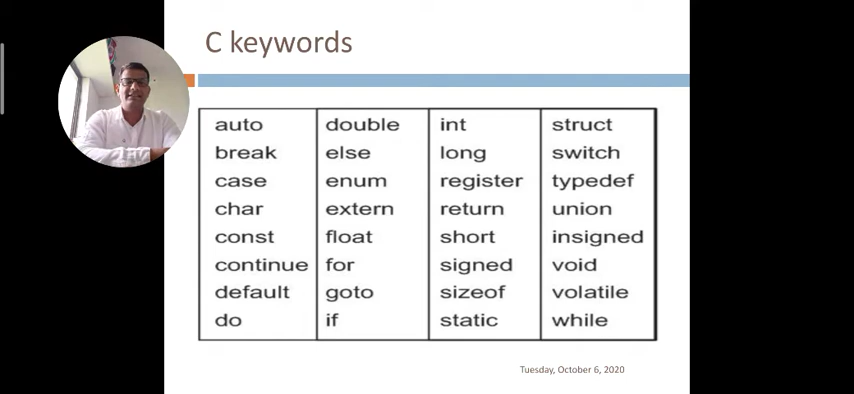 C keywords
auto double int struct
break else long switch
case enum register typedef
char extern return union
const float short insigned
continue for signed void
default goto sizeof volatile
do if static while
Tuesday, October 6, 2020